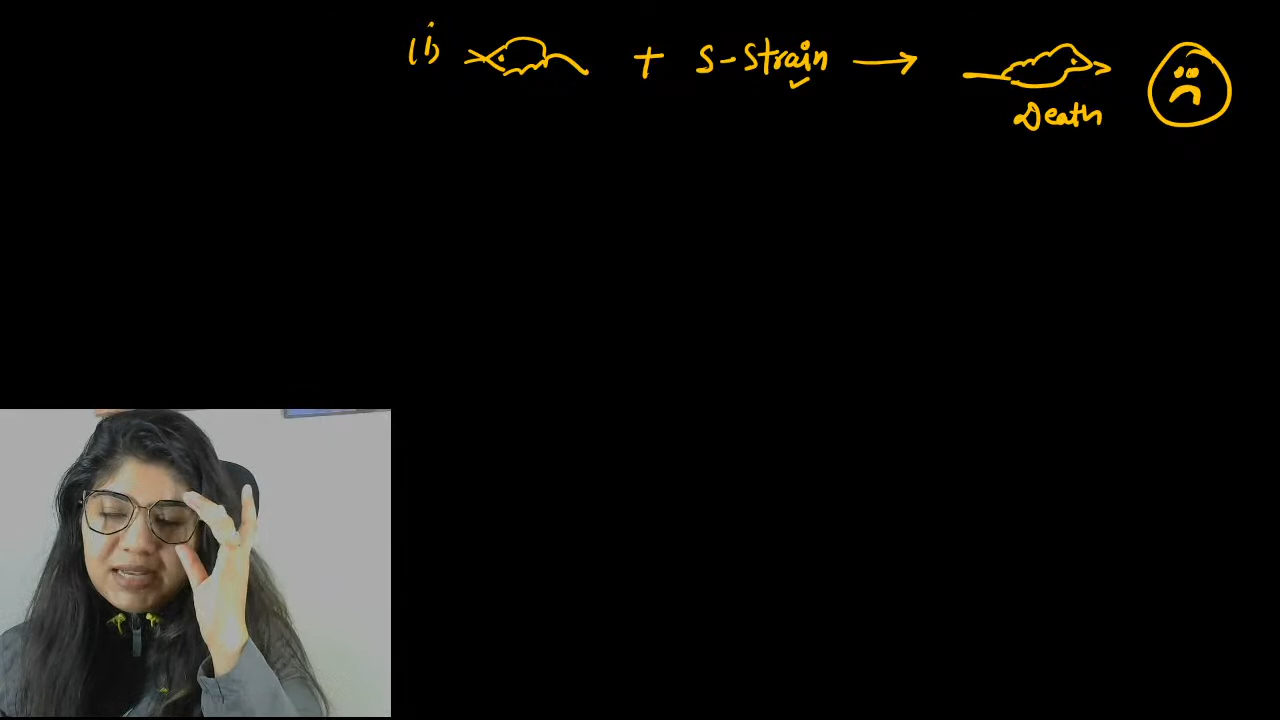 (i) + S-Strain →
Death